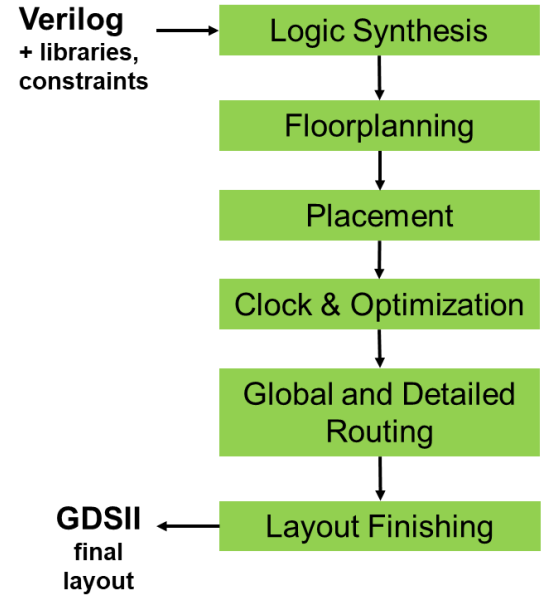 Verilog
+ libraries,
constraints
Logic Synthesis
Floorplanning
Placement
Clock & Optimization
Global and Detailed
Routing
Layout Finishing
GDSII
final
layout